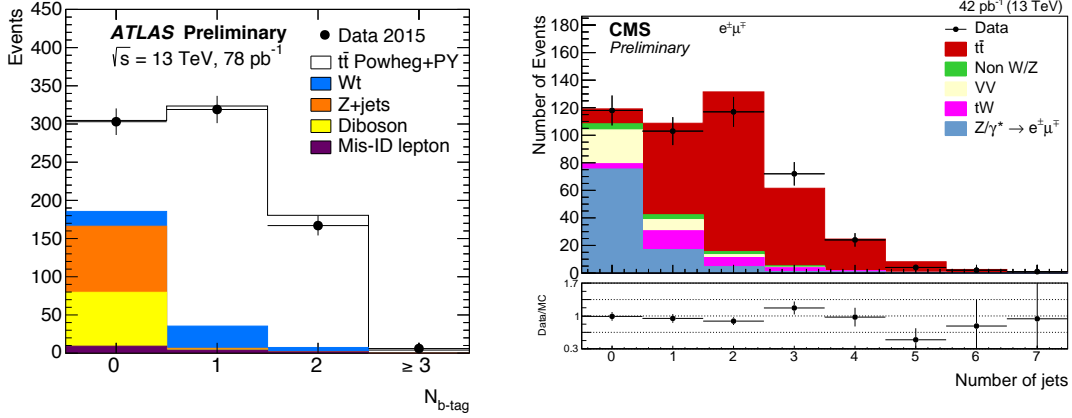 ATLAS Preliminary
√s = 13 TeV, 78 pb⁻¹
Data 2015
tt̄ Powheg+PY
Wt
Z+jets
Diboson
Mis-ID lepton
Events
450
400
350
300
250
200
150
100
50
0
0 1 2 ≥ 3
N_b-tag
42 pb⁻¹ (13 TeV)
CMS
Preliminary
e±μ∓
Data
tt̄
Non W/Z
VV
tW
Z/γ* → e±μ∓
Number of Events
180
160
140
120
100
80
60
40
20
0
Data/MC
1.7
1
0.3
0 1 2 3 4 5 6 7
Number of jets